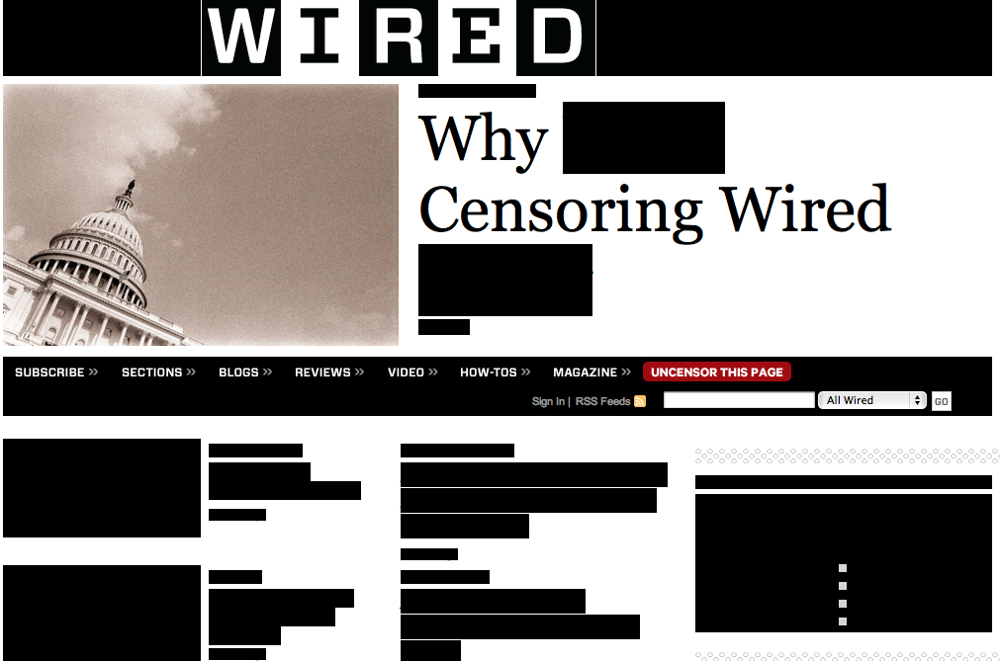 WIRED
Why
Censoring Wired
SUBSCRIBE » SECTIONS » BLOGS » REVIEWS » VIDEO » HOW-TOS » MAGAZINE » UNCENSOR THIS PAGE
Sign In | RSS Feeds All Wired GO